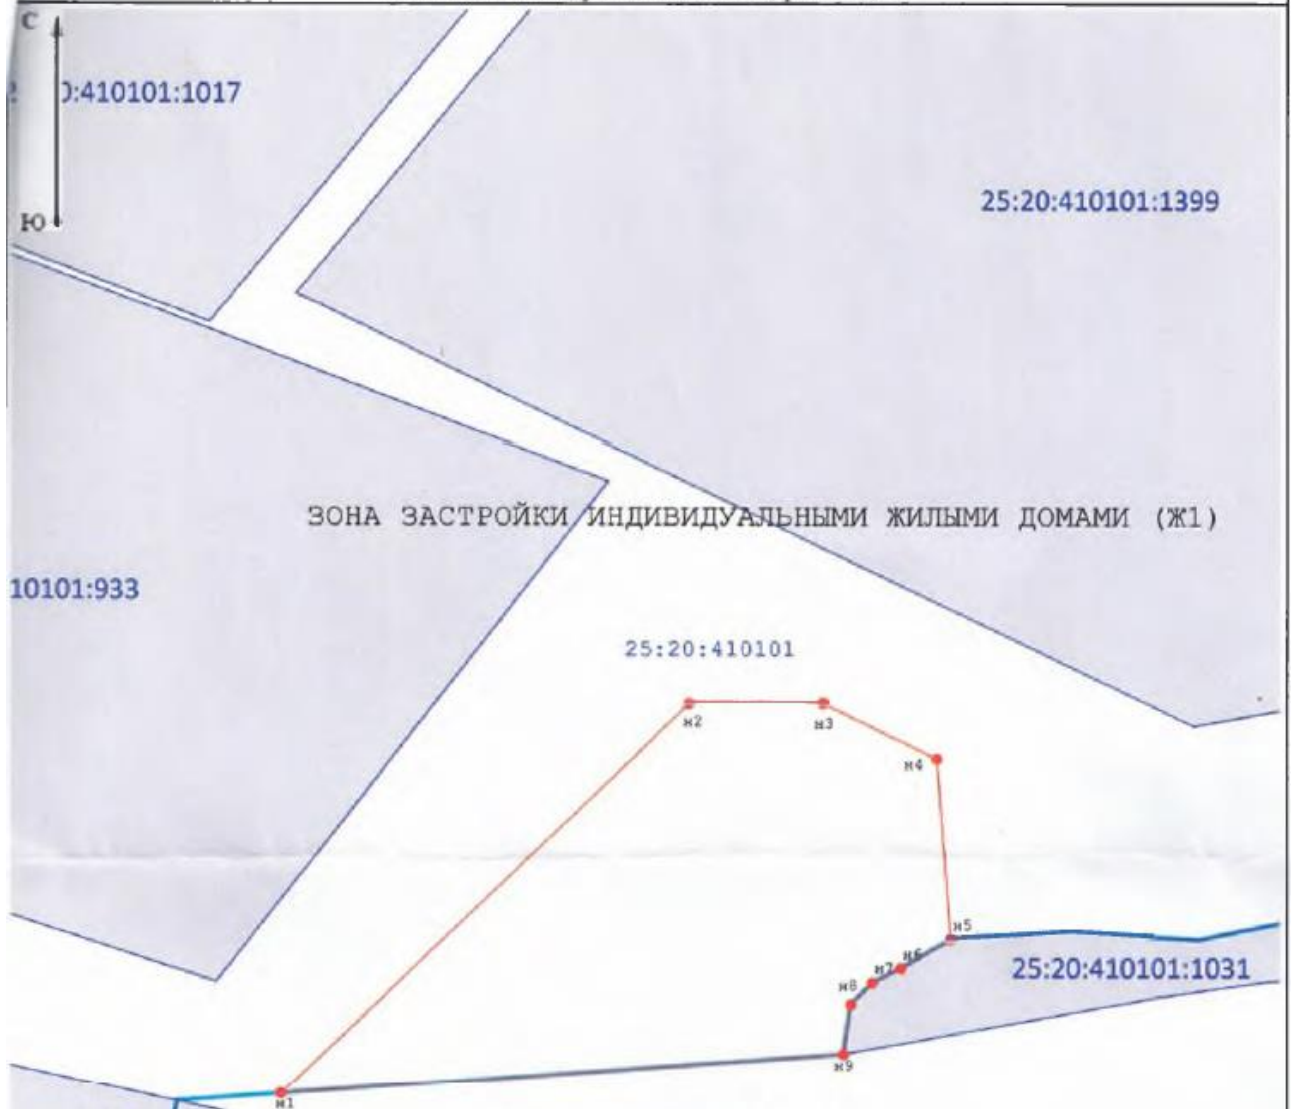 С
0:410101:1017
25:20:410101:1399
Ю
ЗОНА ЗАСТРОЙКИ ИНДИВИДУАЛЬНЫМИ ЖИЛЫМИ ДОМАМИ (Ж1)
10101:933
25:20:410101
н2
н3
н4
н5
н6
н7
25:20:410101:1031
н8
н9
н1